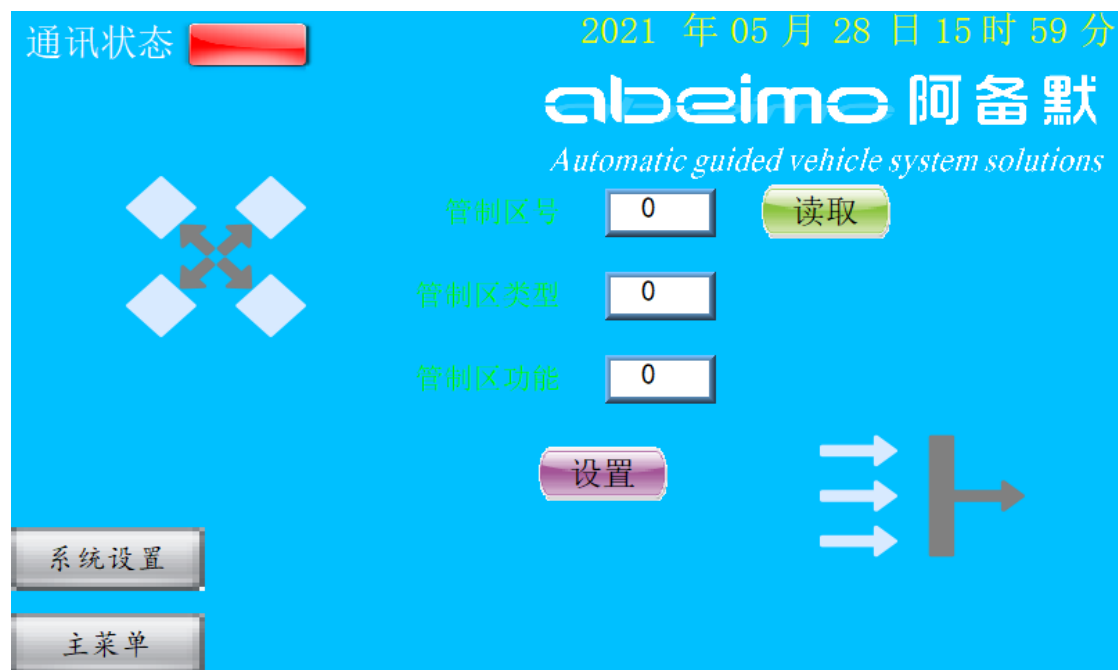 通讯状态
2021 年 05 月 28 日 15 时 59 分
abeimo 阿备默
Automatic guided vehicle system solutions
管制区号 0 读取
管制区类型 0
管制区功能 0
设置
系统设置
主菜单